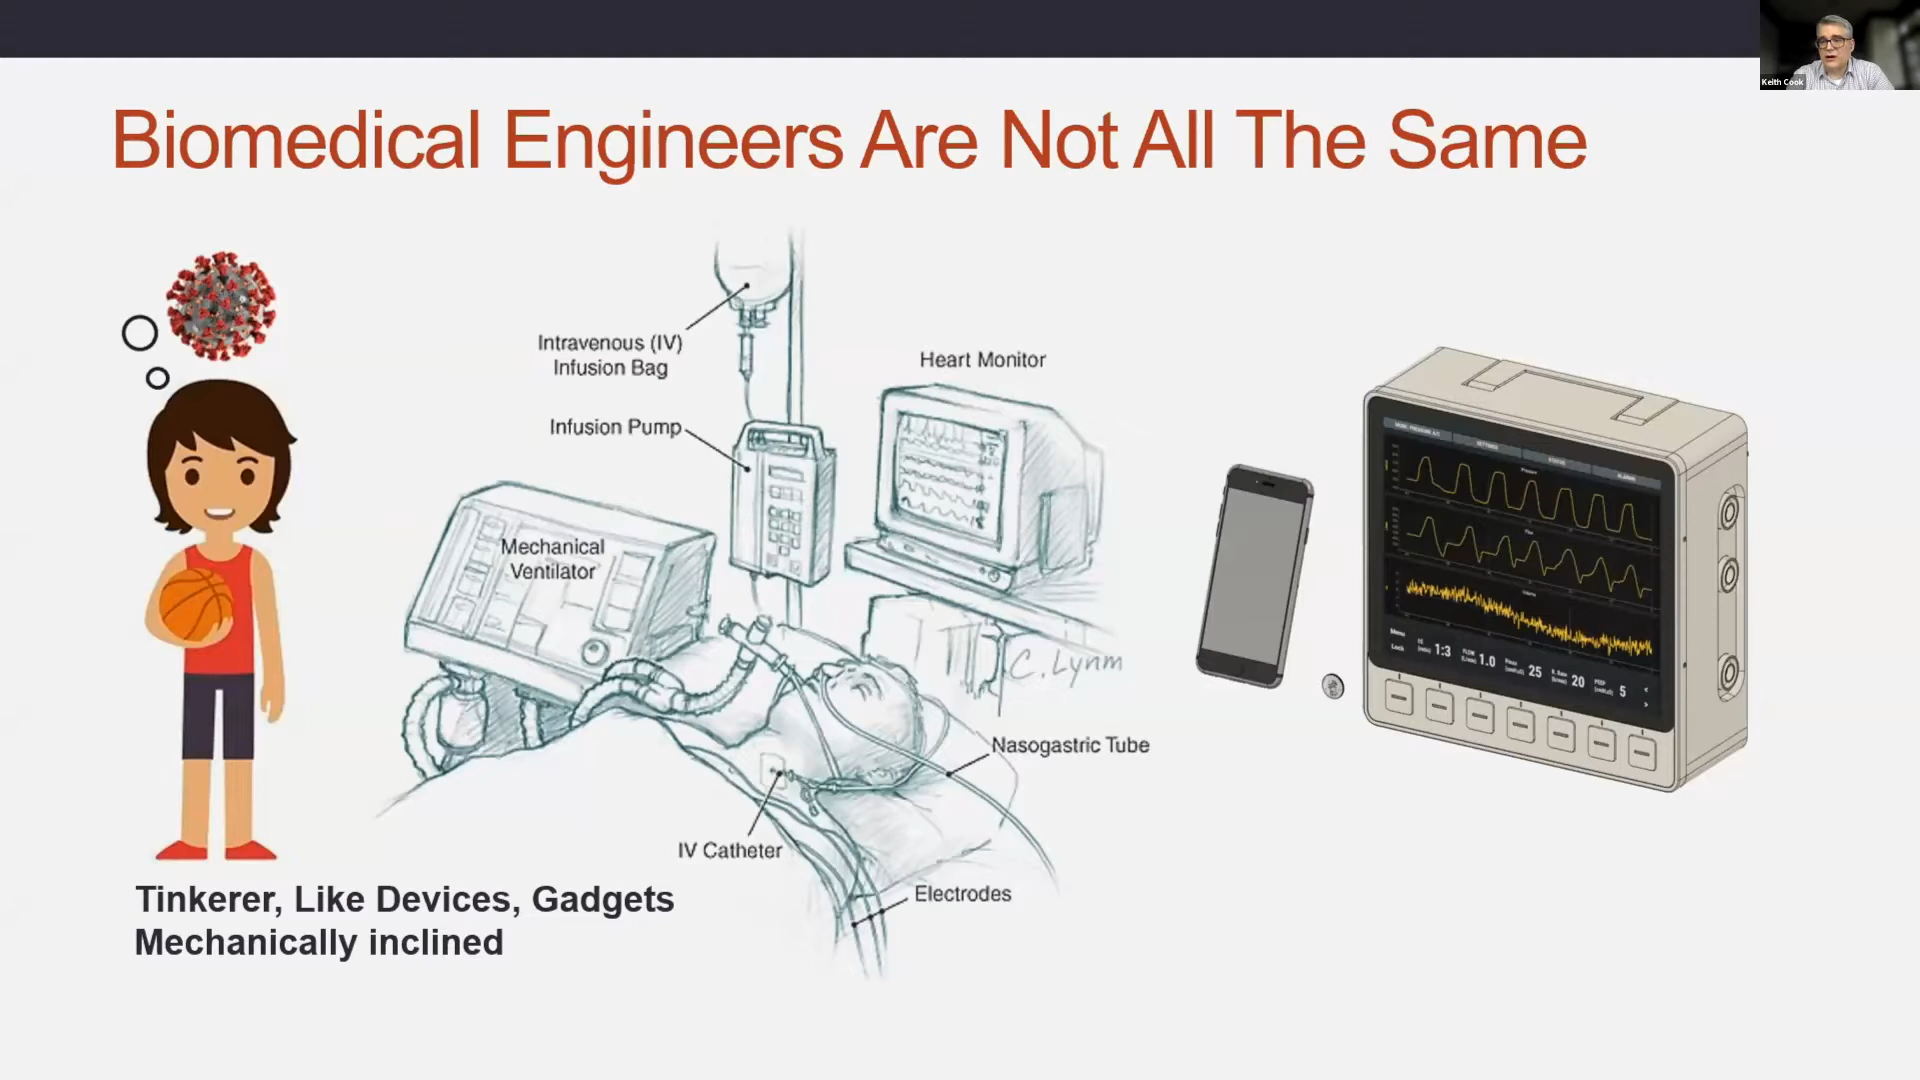 Keith Cook
Biomedical Engineers Are Not All The Same
Intravenous (IV)
Infusion Bag
Heart Monitor
Infusion Pump
Mechanical
Ventilator
C. Lynm
Nasogastric Tube
IV Catheter
Electrodes
Menu
Lock
1:3
1.0
25
20
5
Tinkerer, Like Devices, Gadgets
Mechanically inclined